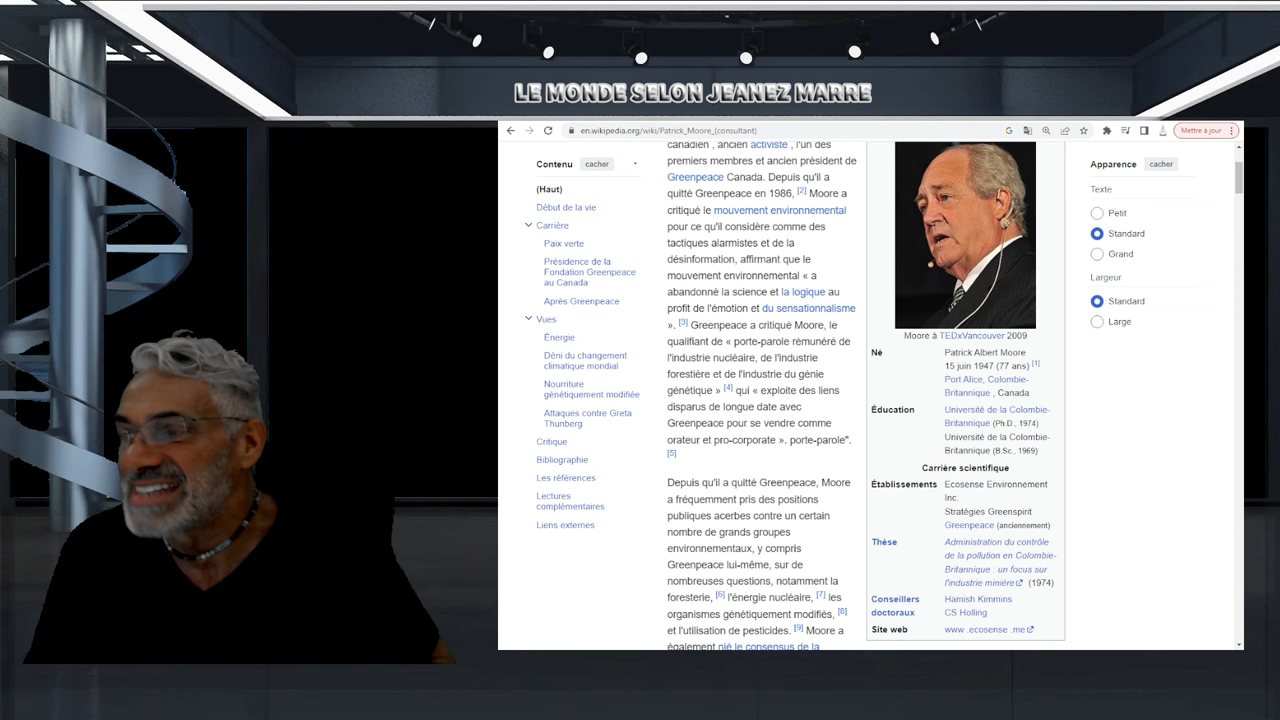 LE MONDE SELON JEANEZ MARRE
en.wikipedia.org/wiki/Patrick_Moore_(consultant)
Mettre à jour
Contenu cacher
(Haut)
Début de la vie
Carrière
Paix verte
Présidence de la
Fondation Greenpeace
au Canada
Après Greenpeace
Vues
Énergie
Déni du changement
climatique mondial
Nourriture
génétiquement modifiée
Attaques contre Greta
Thunberg
Critique
Bibliographie
Les références
Lectures
complémentaires
Liens externes
canadien , ancien activiste , l'un des
premiers membres et ancien président de
Greenpeace Canada. Depuis qu'il a
quitté Greenpeace en 1986, [2] Moore a
critiqué le mouvement environnemental
pour ce qu'il considère comme des
tactiques alarmistes et de la
désinformation, affirmant que le
mouvement environnemental « a
abandonné la science et la logique au
profit de l'émotion et du sensationnalisme
». [3] Greenpeace a critiqué Moore, le
qualifiant de « porte-parole rémunéré de
l'industrie nucléaire, de l'industrie
forestière et de l'industrie du génie
génétique » [4] qui « exploite des liens
disparus de longue date avec
Greenpeace pour se vendre comme
orateur et pro-corporate ». porte-parole".
[5]
Depuis qu'il a quitté Greenpeace, Moore
a fréquemment pris des positions
publiques acerbes contre un certain
nombre de grands groupes
environnementaux, y compris
Greenpeace lui-même, sur de
nombreuses questions, notamment la
foresterie, [6] l'énergie nucléaire, [7] les
organismes génétiquement modifiés, [8]
et l'utilisation de pesticides. [9] Moore a
également nié le consensus de la
Moore à TEDxVancouver 2009
Né Patrick Albert Moore
15 juin 1947 (77 ans) [1]
Port Alice, Colombie-
Britannique , Canada
Éducation Université de la Colombie-
Britannique (Ph.D., 1974)
Université de la Colombie-
Britannique (B.Sc., 1969)
Carrière scientifique
Établissements Ecosense Environnement
Inc.
Stratégies Greenspirit
Greenpeace (anciennement)
Thèse Administration du contrôle
de la pollution en Colombie-
Britannique : un focus sur
l'industrie minière (1974)
Conseillers Hamish Kimmins
doctoraux CS Holling
Site web www .ecosense .me
Apparence cacher
Texte
Petit
Standard
Grand
Largeur
Standard
Large